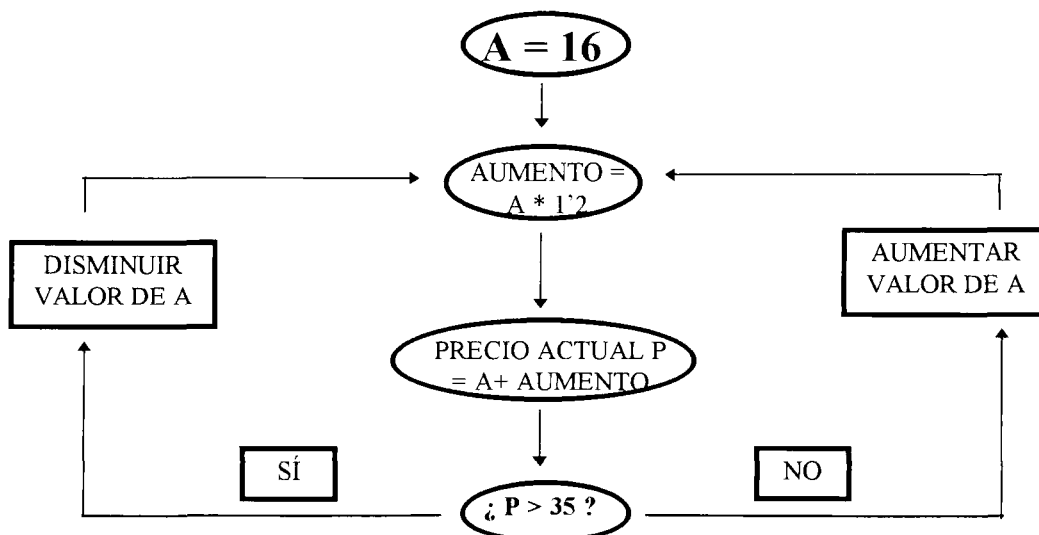 A = 16
AUMENTO =
A * 1'2
DISMINUIR
VALOR DE A
AUMENTAR
VALOR DE A
PRECIO ACTUAL P
= A+ AUMENTO
SÍ
NO
¿ P > 35 ?